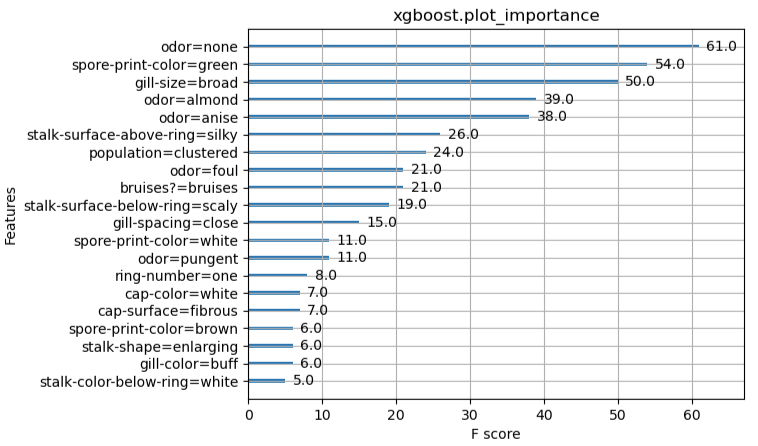 xgboost.plot_importance
Features
odor=none 61.0
spore-print-color=green 54.0
gill-size=broad 50.0
odor=almond 39.0
odor=anise 38.0
stalk-surface-above-ring=silky 26.0
population=clustered 24.0
odor=foul 21.0
bruises?=bruises 21.0
stalk-surface-below-ring=scaly 19.0
gill-spacing=close 15.0
spore-print-color=white 11.0
odor=pungent 11.0
ring-number=one 8.0
cap-color=white 7.0
cap-surface=fibrous 7.0
spore-print-color=brown 6.0
stalk-shape=enlarging 6.0
gill-color=buff 6.0
stalk-color-below-ring=white 5.0
0 10 20 30 40 50 60
F score